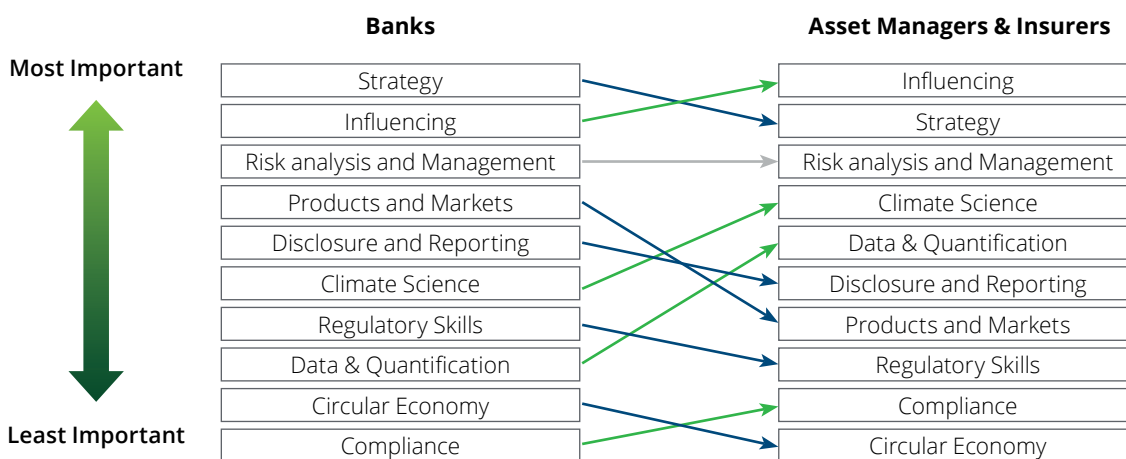 Banks
Asset Managers & Insurers
Most Important
Strategy
Influencing
Influencing
Strategy
Risk analysis and Management
Risk analysis and Management
Products and Markets
Climate Science
Disclosure and Reporting
Data & Quantification
Climate Science
Disclosure and Reporting
Regulatory Skills
Products and Markets
Data & Quantification
Regulatory Skills
Circular Economy
Compliance
Least Important
Compliance
Circular Economy